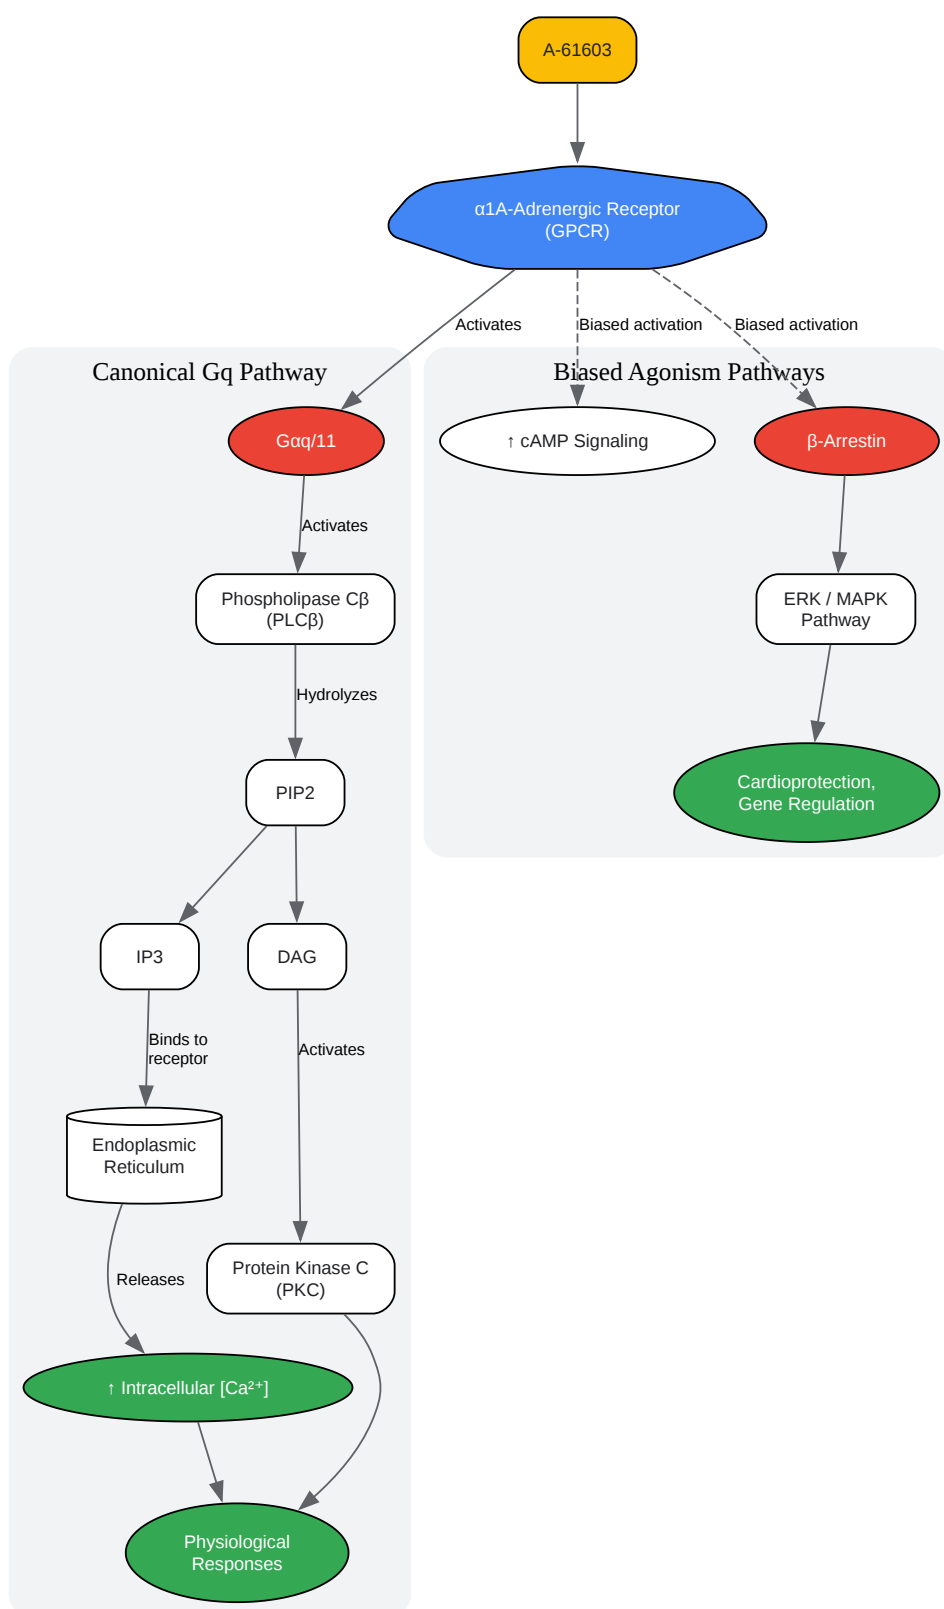 A-61603
α1A-Adrenergic Receptor
(GPCR)
Activates
Biased activation
Biased activation
Canonical Gq Pathway
Biased Agonism Pathways
Gαq/11
↑ cAMP Signaling
β-Arrestin
Activates
Phospholipase Cβ
(PLCβ)
ERK / MAPK
Pathway
Hydrolyzes
PIP2
Cardioprotection,
Gene Regulation
IP3
DAG
Binds to
receptor
Activates
Endoplasmic
Reticulum
Protein Kinase C
(PKC)
Releases
↑ Intracellular [Ca²⁺]
Physiological
Responses